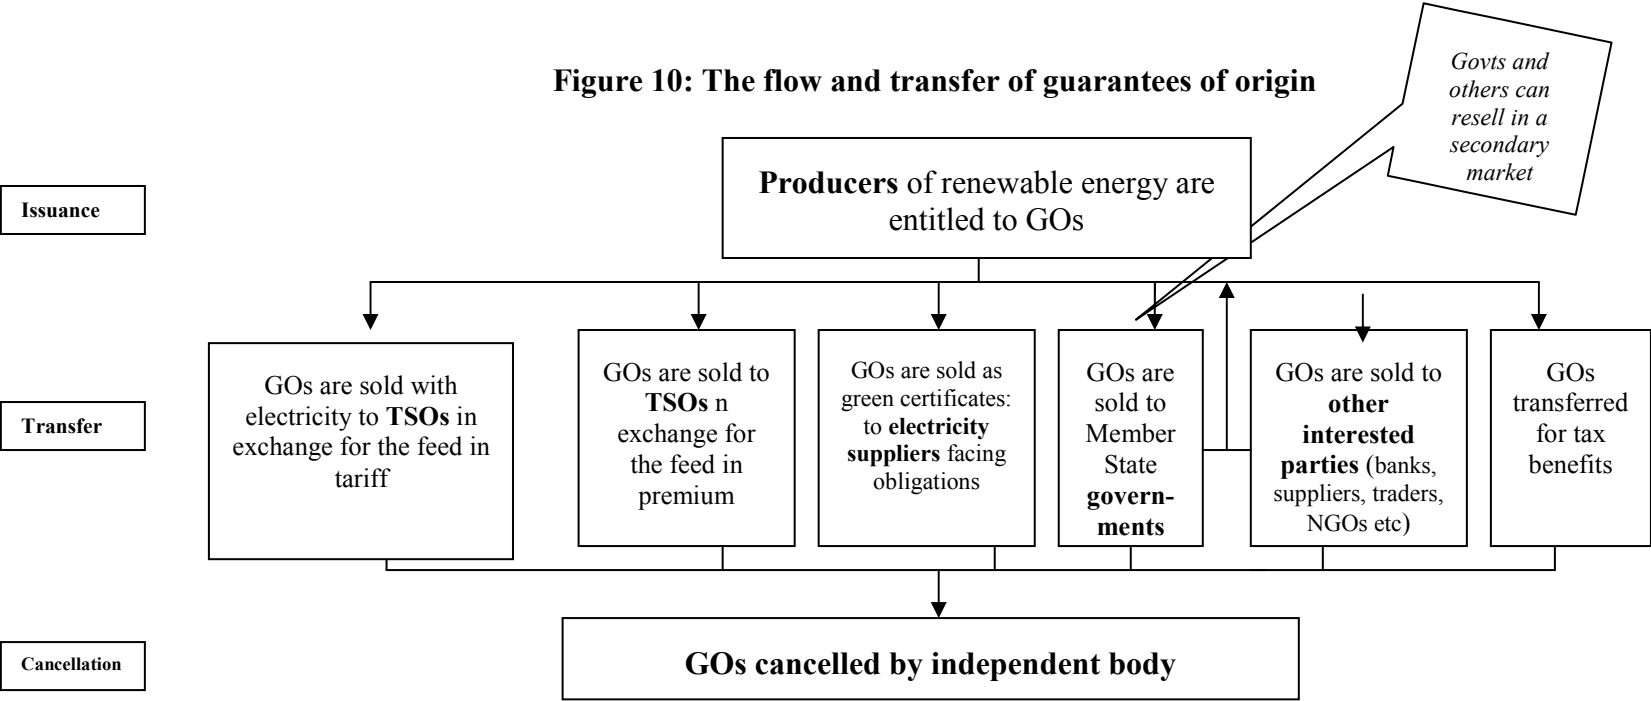 Figure 10: The flow and transfer of guarantees of origin
Govts and
others can
resell in a
secondary
market
Issuance
Producers of renewable energy are
entitled to GOs
Transfer
GOs are sold with
electricity to TSOs in
exchange for the feed in
tariff
GOs are sold to
TSOs n
exchange for
the feed in
premium
GOs are sold as
green certificates:
to electricity
suppliers facing
obligations
GOs are
sold to
Member
State
govern-
ments
GOs are sold to
other
interested
parties (banks,
suppliers, traders,
NGOs etc)
GOs
transferred
for tax
benefits
Cancellation
GOs cancelled by independent body